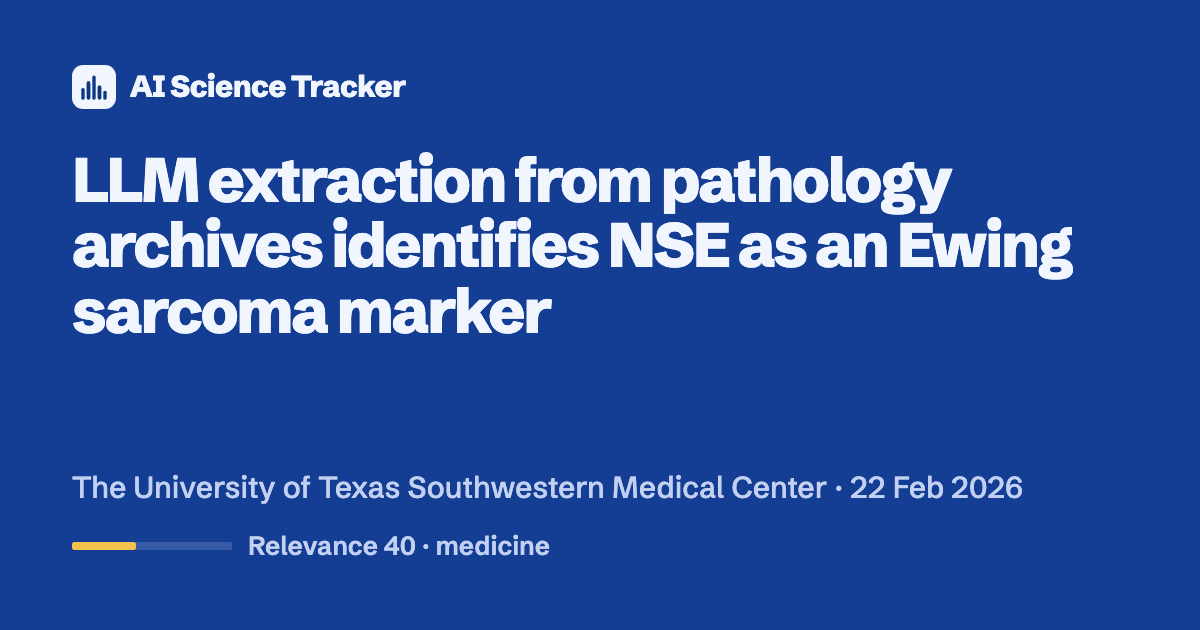 AI Science Tracker
LLM extraction from pathology
archives identifies NSE as an Ewing
sarcoma marker
The University of Texas Southwestern Medical Center · 22 Feb 2026
Relevance 40 · medicine